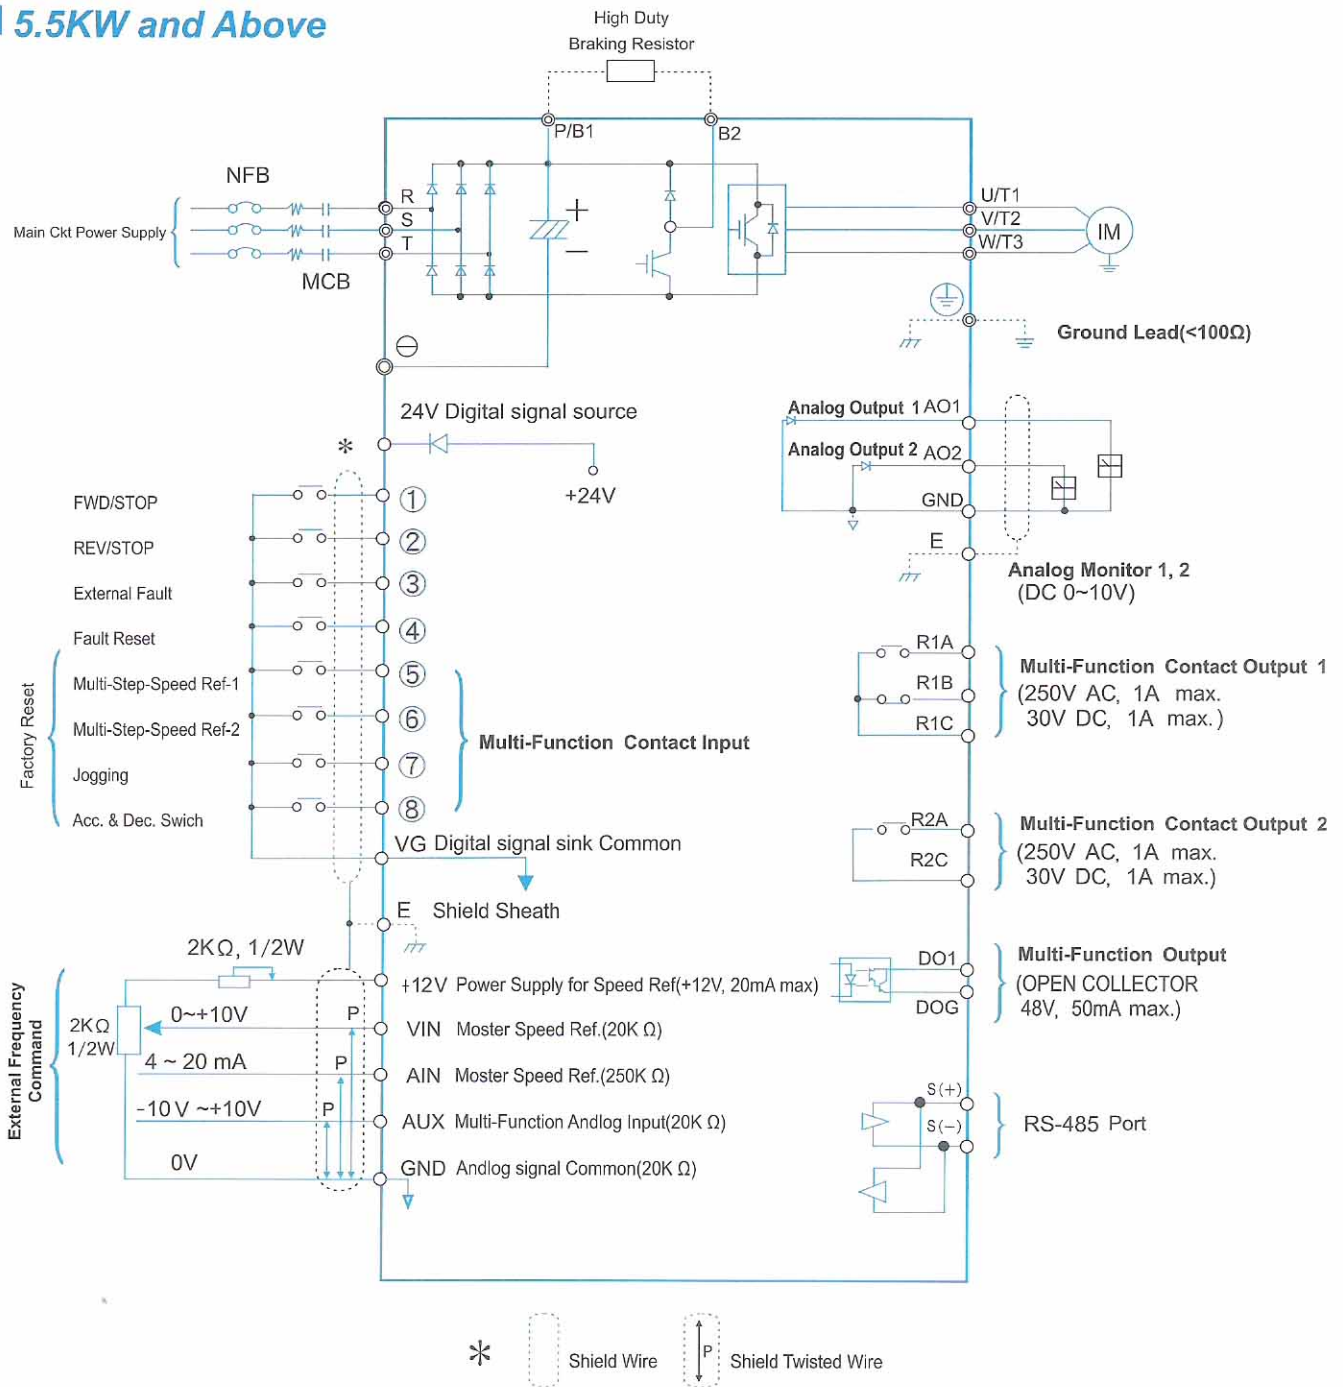 5.5KW and Above
High Duty
Braking Resistor
P/B1
B2
NFB
Main Ckt Power Supply
R
S
T
MCB
+
−
U/T1
V/T2
W/T3
IM
Ground Lead(<100Ω)
⊖
24V Digital signal source
+24V
*
FWD/STOP
①
REV/STOP
②
External Fault
③
Fault Reset
④
Factory Reset
Multi-Step-Speed Ref-1
⑤
Multi-Step-Speed Ref-2
⑥
Jogging
⑦
Acc. & Dec. Swich
⑧
Multi-Function Contact Input
VG Digital signal sink Common
E Shield Sheath
External Frequency
Command
2KΩ, 1/2W
2KΩ
1/2W
+12V Power Supply for Speed Ref(+12V, 20mA max)
0~+10V
P
VIN Moster Speed Ref.(20K Ω)
4 ~ 20 mA
P
AIN Moster Speed Ref.(250K Ω)
-10V ~+10V
P
AUX Multi-Function Andlog Input(20K Ω)
0V
GND Andlog signal Common(20K Ω)
Analog Output 1 AO1
Analog Output 2 AO2
GND
E
Analog Monitor 1, 2
(DC 0~10V)
R1A
R1B
R1C
Multi-Function Contact Output 1
(250V AC, 1A max.
30V DC, 1A max.)
R2A
R2C
Multi-Function Contact Output 2
(250V AC, 1A max.
30V DC, 1A max.)
DO1
DOG
Multi-Function Output
(OPEN COLLECTOR
48V, 50mA max.)
S(+)
S(−)
RS-485 Port
*
Shield Wire
P
Shield Twisted Wire